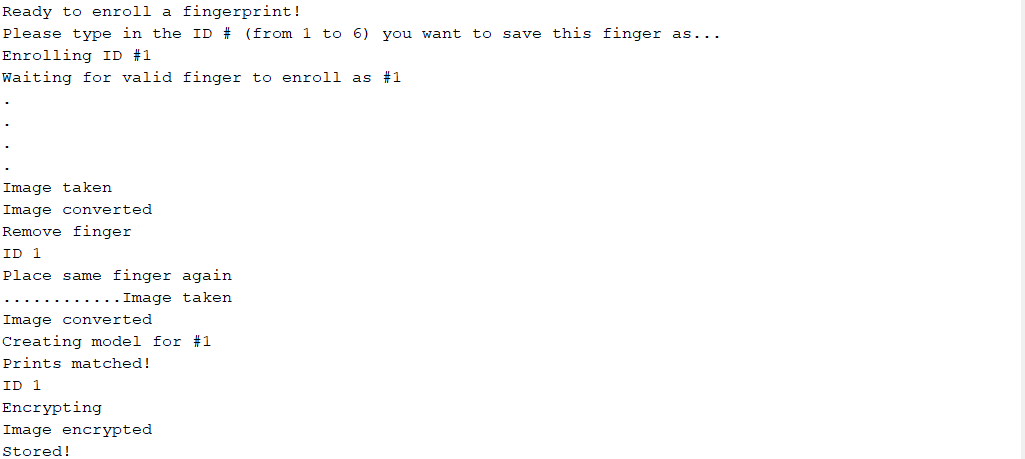 Ready to enroll a fingerprint!
Please type in the ID # (from 1 to 6) you want to save this finger as...
Enrolling ID #1
Waiting for valid finger to enroll as #1
.
.
.
.
Image taken
Image converted
Remove finger
ID 1
Place same finger again
............Image taken
Image converted
Creating model for #1
Prints matched!
ID 1
Encrypting
Image encrypted
Stored!